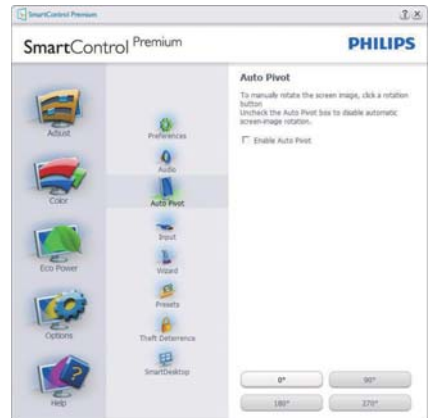 SmartControl Premium
SmartControl Premium
PHILIPS
Adjust
Color
Eco Power
Options
Help
Preferences
Audio
Auto Pivot
Input
Wizard
Presets
Theft Deterrence
SmartDesktop
Auto Pivot
To manually rotate the screen image, click a rotation
button
Uncheck the Auto Pivot box to disable automatic
screen-image rotation.
Enable Auto Pivot
0°
90°
180°
270°